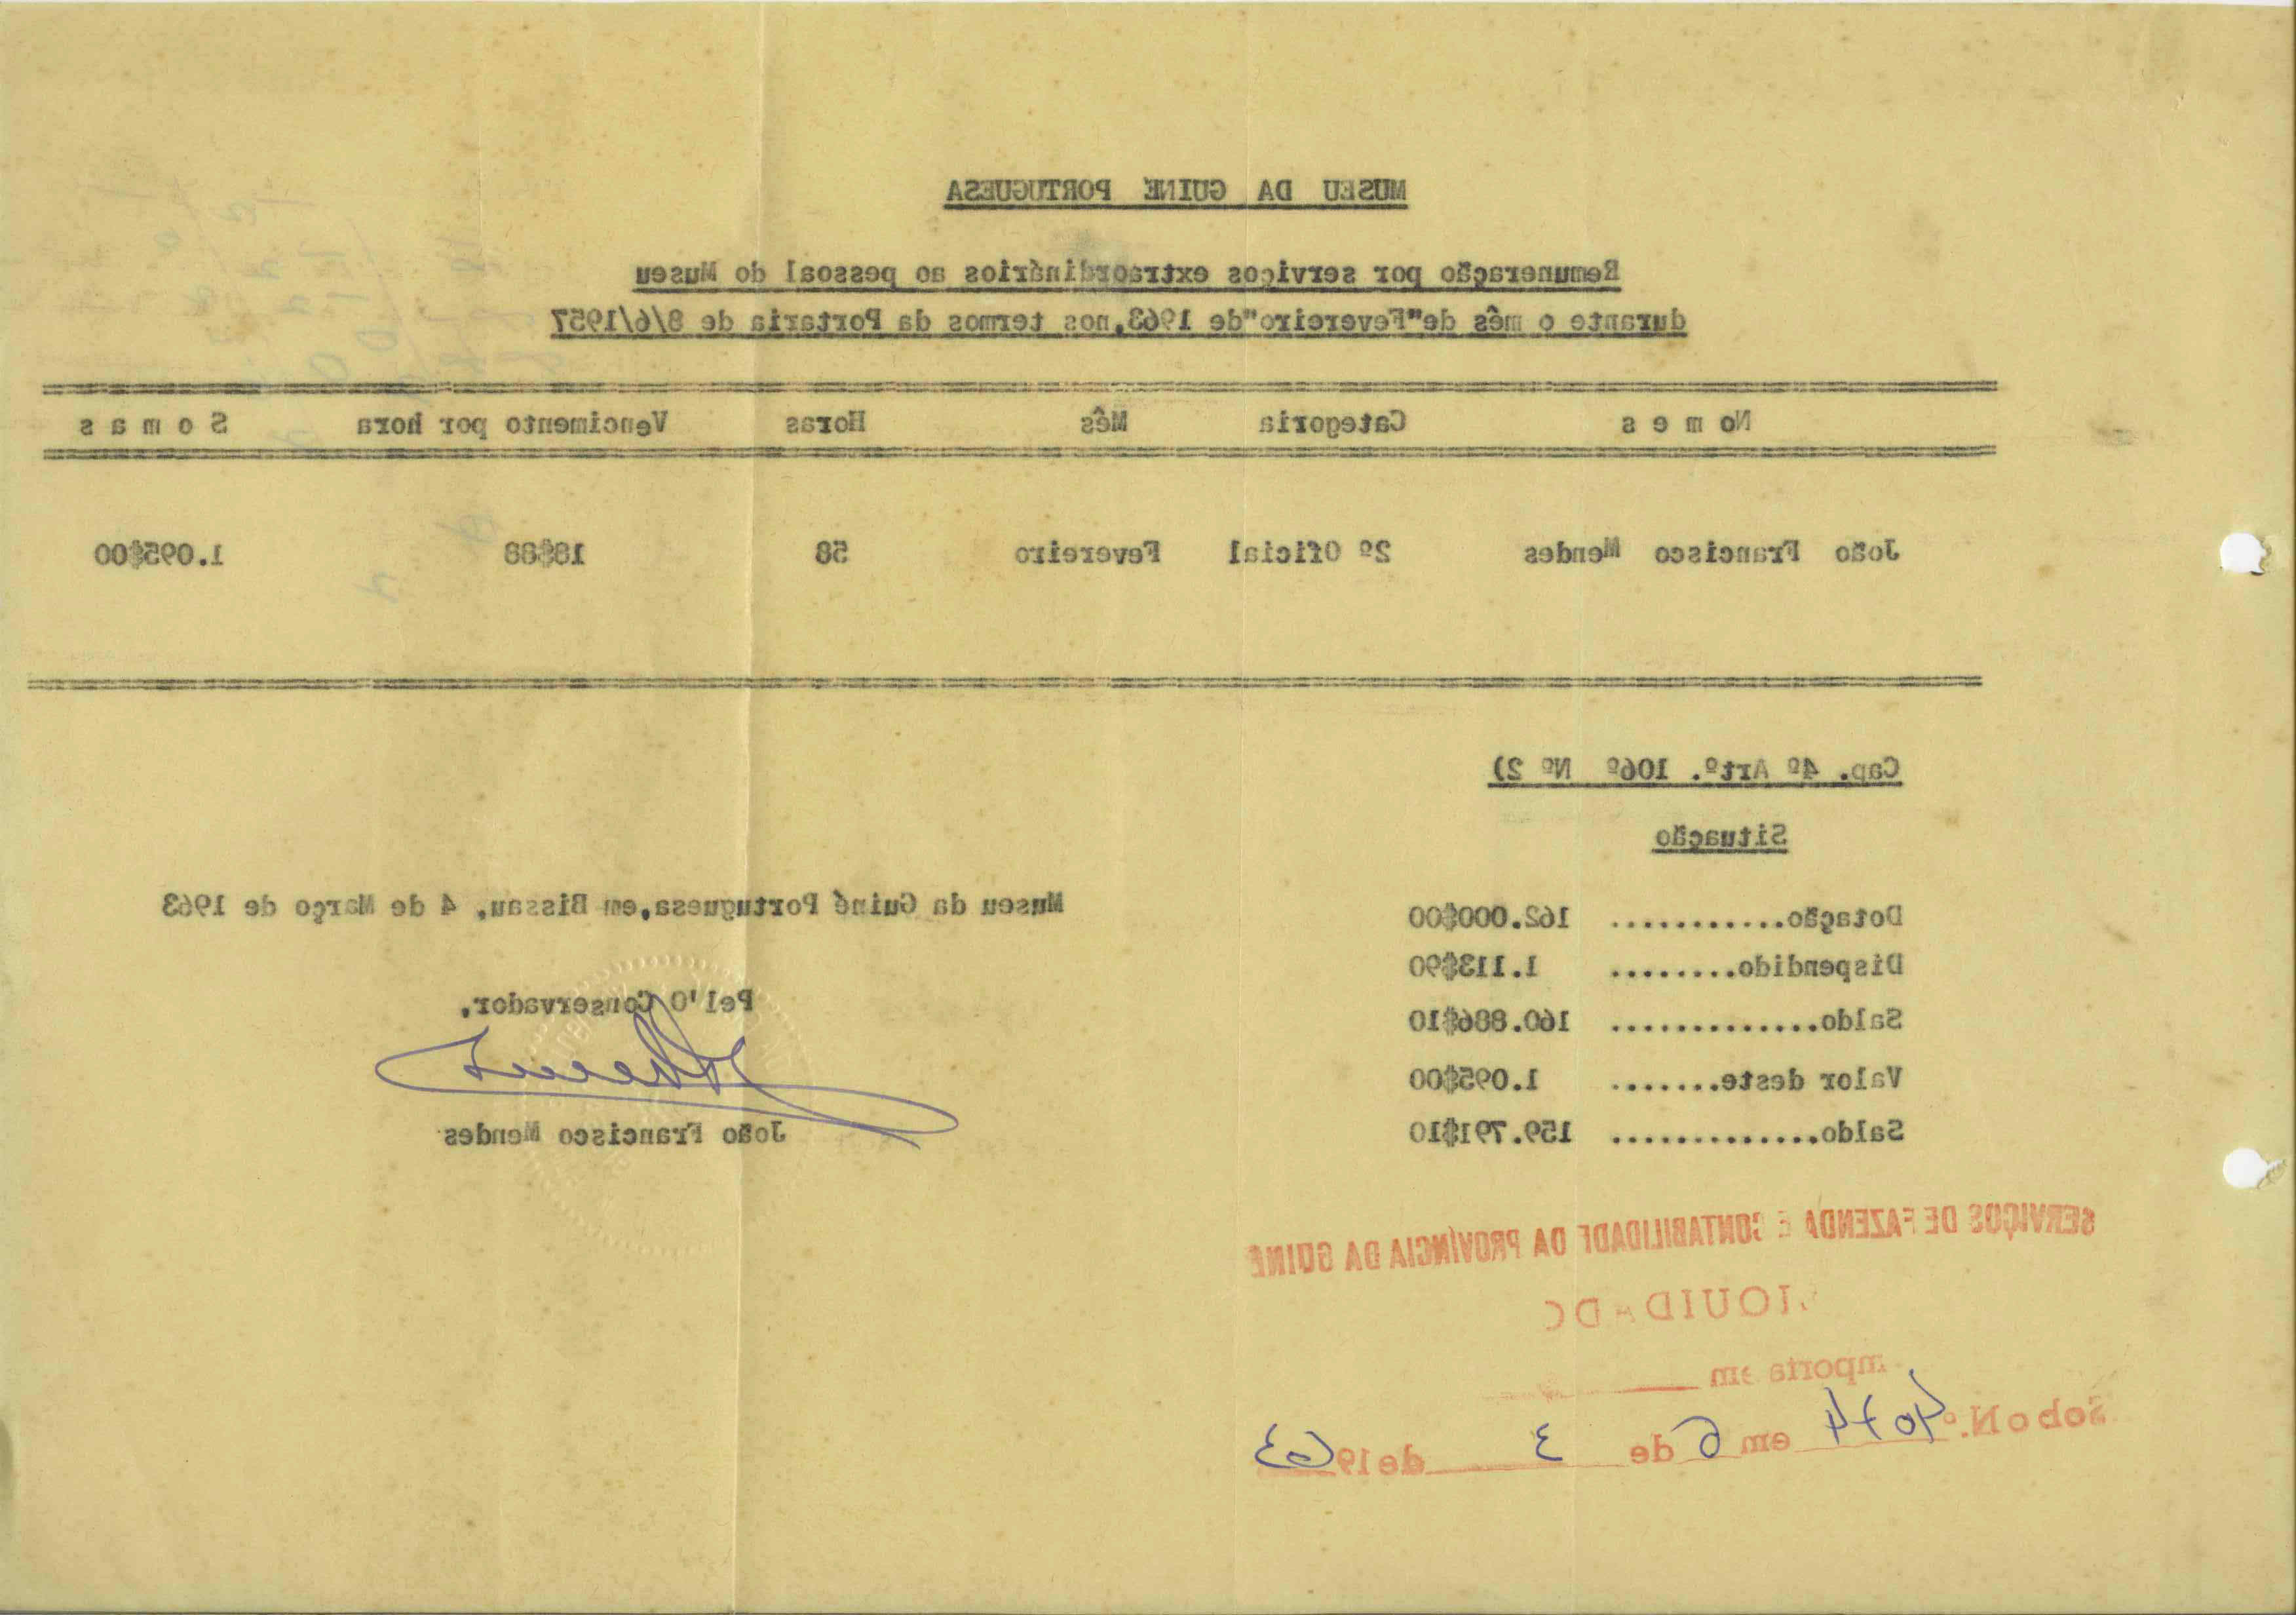 MUSEU DA GUINÉ PORTUGUESA
Remuneração por serviços extraordinários ao pessoal do Museu
durante o mês de"Fevereiro"de 1963,nos termos da Portaria de 8/6/1957
Nomes Categoria Mês Horas Vencimento por hora Somas
João Francisco Mendes 2º Oficial Fevereiro 58 18$88 1.095$00
Cap. 4º Artº. 106º Nº 2)
Situação
Dotação........... 162.000$00
Dispendido........ 1.113$90
Saldo............. 160.886$10
Valor deste....... 1.095$00
Saldo............. 159.791$10
Museu da Guiné Portuguesa,em Bissau, 4 de Março de 1963
Pel'O Conservador,
João Francisco Mendes
SERVIÇOS DE FAZENDA E CONTABILIDADE DA PROVÍNCIA DA GUINÉ
LIQUIDADO
Importa em
Sob o N.º 4074 em 6 de 3 de 1963